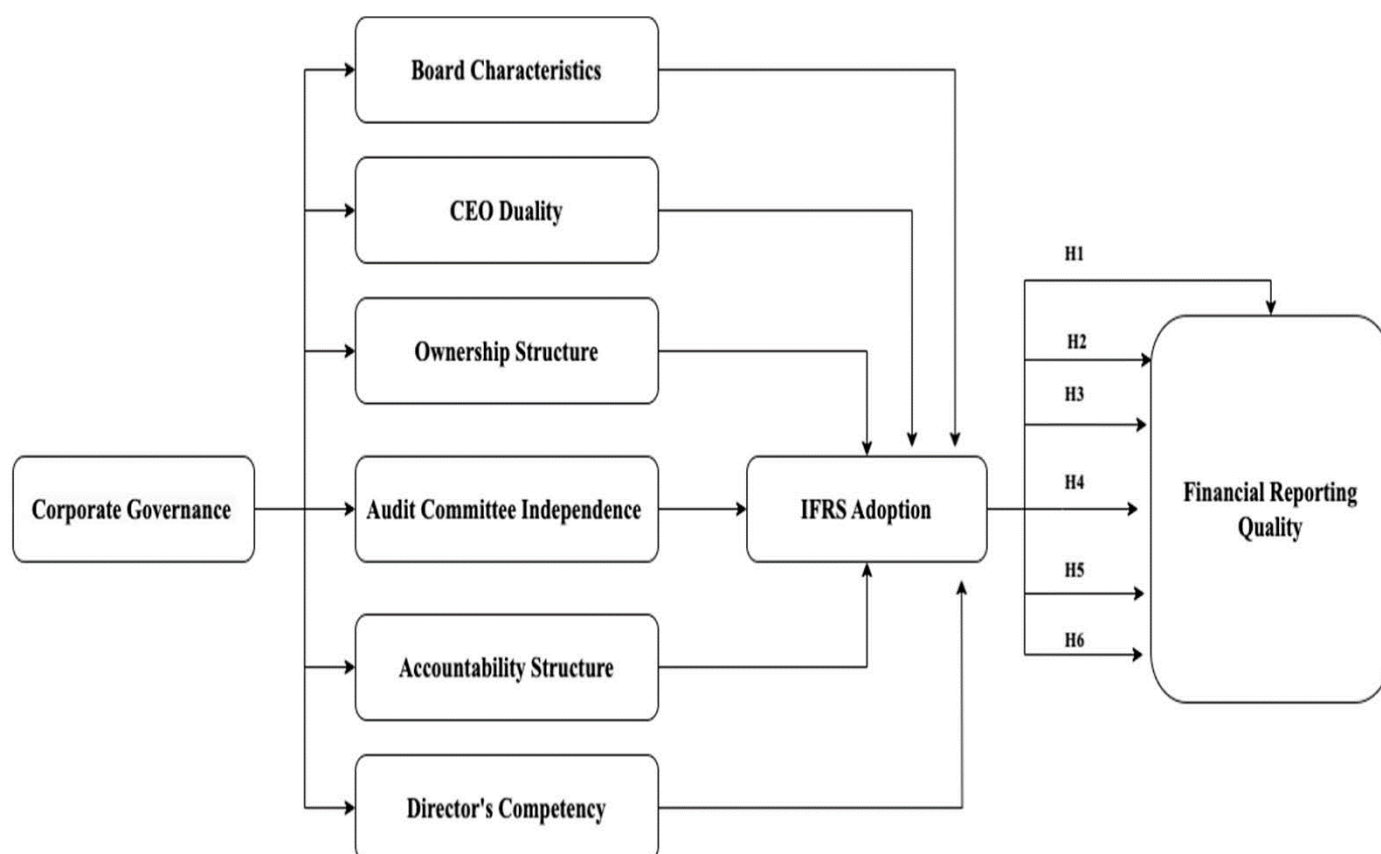 Board Characteristics
CEO Duality
Ownership Structure
Corporate Governance
Audit Committee Independence
Accountability Structure
Director's Competency
IFRS Adoption
H1
H2
H3
H4
H5
H6
Financial Reporting
Quality